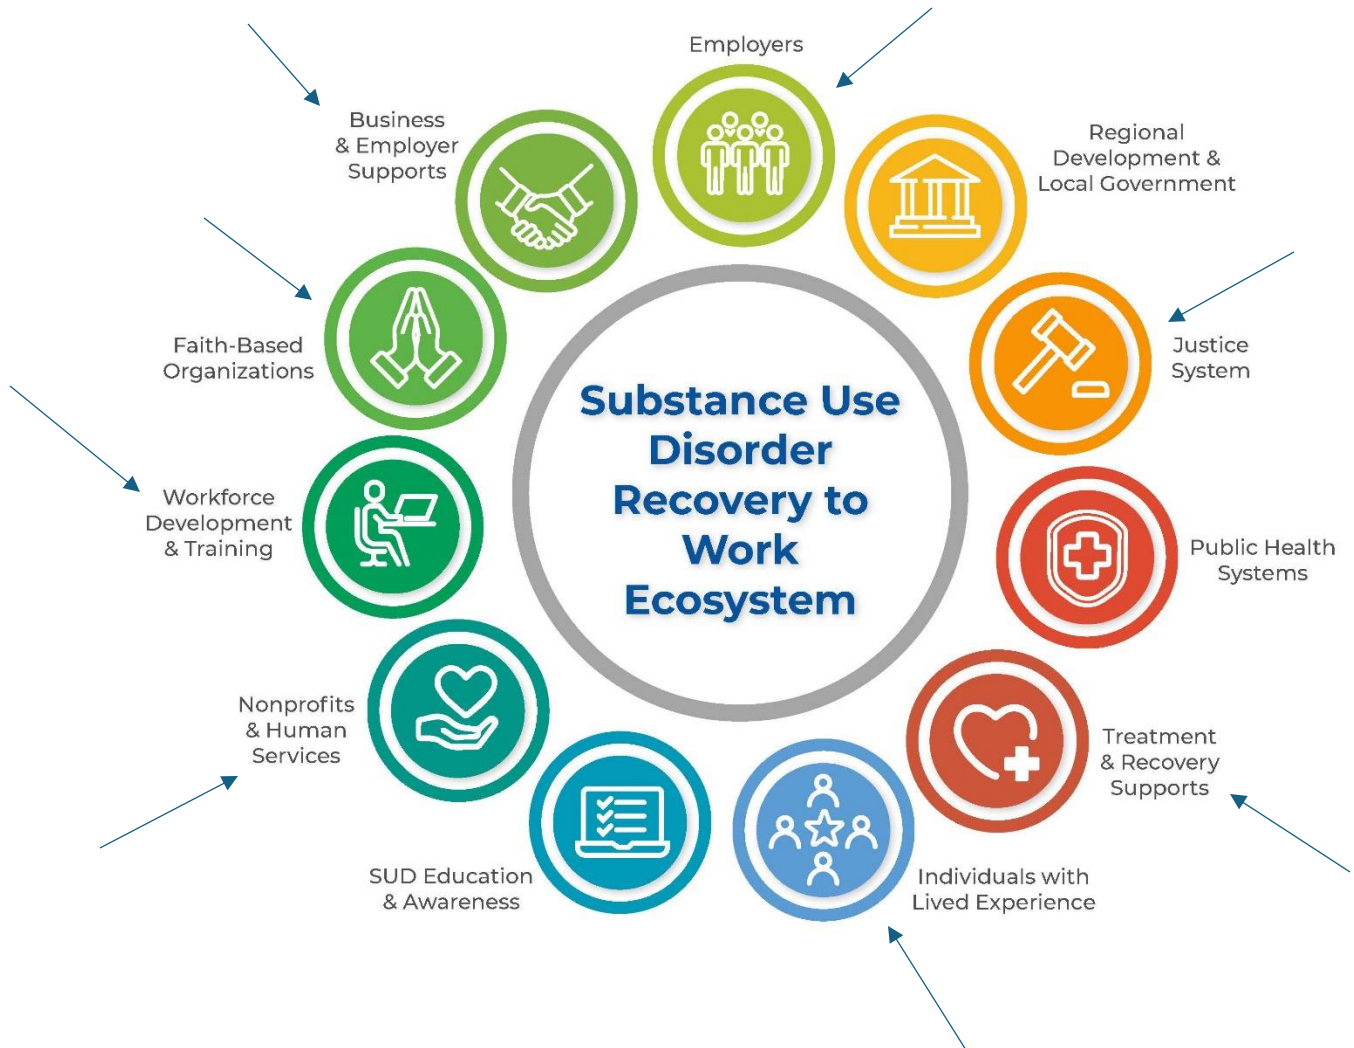 Employers
Business
& Employer
Supports
Regional
Development &
Local Government
Faith-Based
Organizations
Justice
System
Substance Use
Disorder
Recovery to
Work
Ecosystem
Workforce
Development
& Training
Public Health
Systems
Nonprofits
& Human
Services
Treatment
& Recovery
Supports
SUD Education
& Awareness
Individuals with
Lived Experience